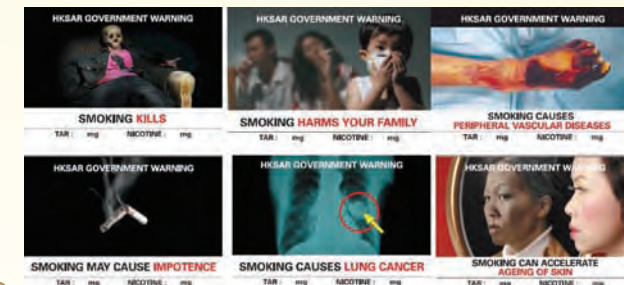 HKSAR GOVERNMENT WARNING
SMOKING KILLS
TAR : mg NICOTINE : mg
HKSAR GOVERNMENT WARNING
SMOKING HARMS YOUR FAMILY
TAR : mg NICOTINE : mg
HKSAR GOVERNMENT WARNING
SMOKING CAUSES
PERIPHERAL VASCULAR DISEASES
TAR : mg NICOTINE : mg
HKSAR GOVERNMENT WARNING
SMOKING MAY CAUSE IMPOTENCE
TAR : mg NICOTINE : mg
HKSAR GOVERNMENT WARNING
SMOKING CAUSES LUNG CANCER
TAR : mg NICOTINE : mg
HKSAR GOVERNMENT WARNING
SMOKING CAN ACCELERATE
AGEING OF SKIN
TAR : mg NICOTINE : mg